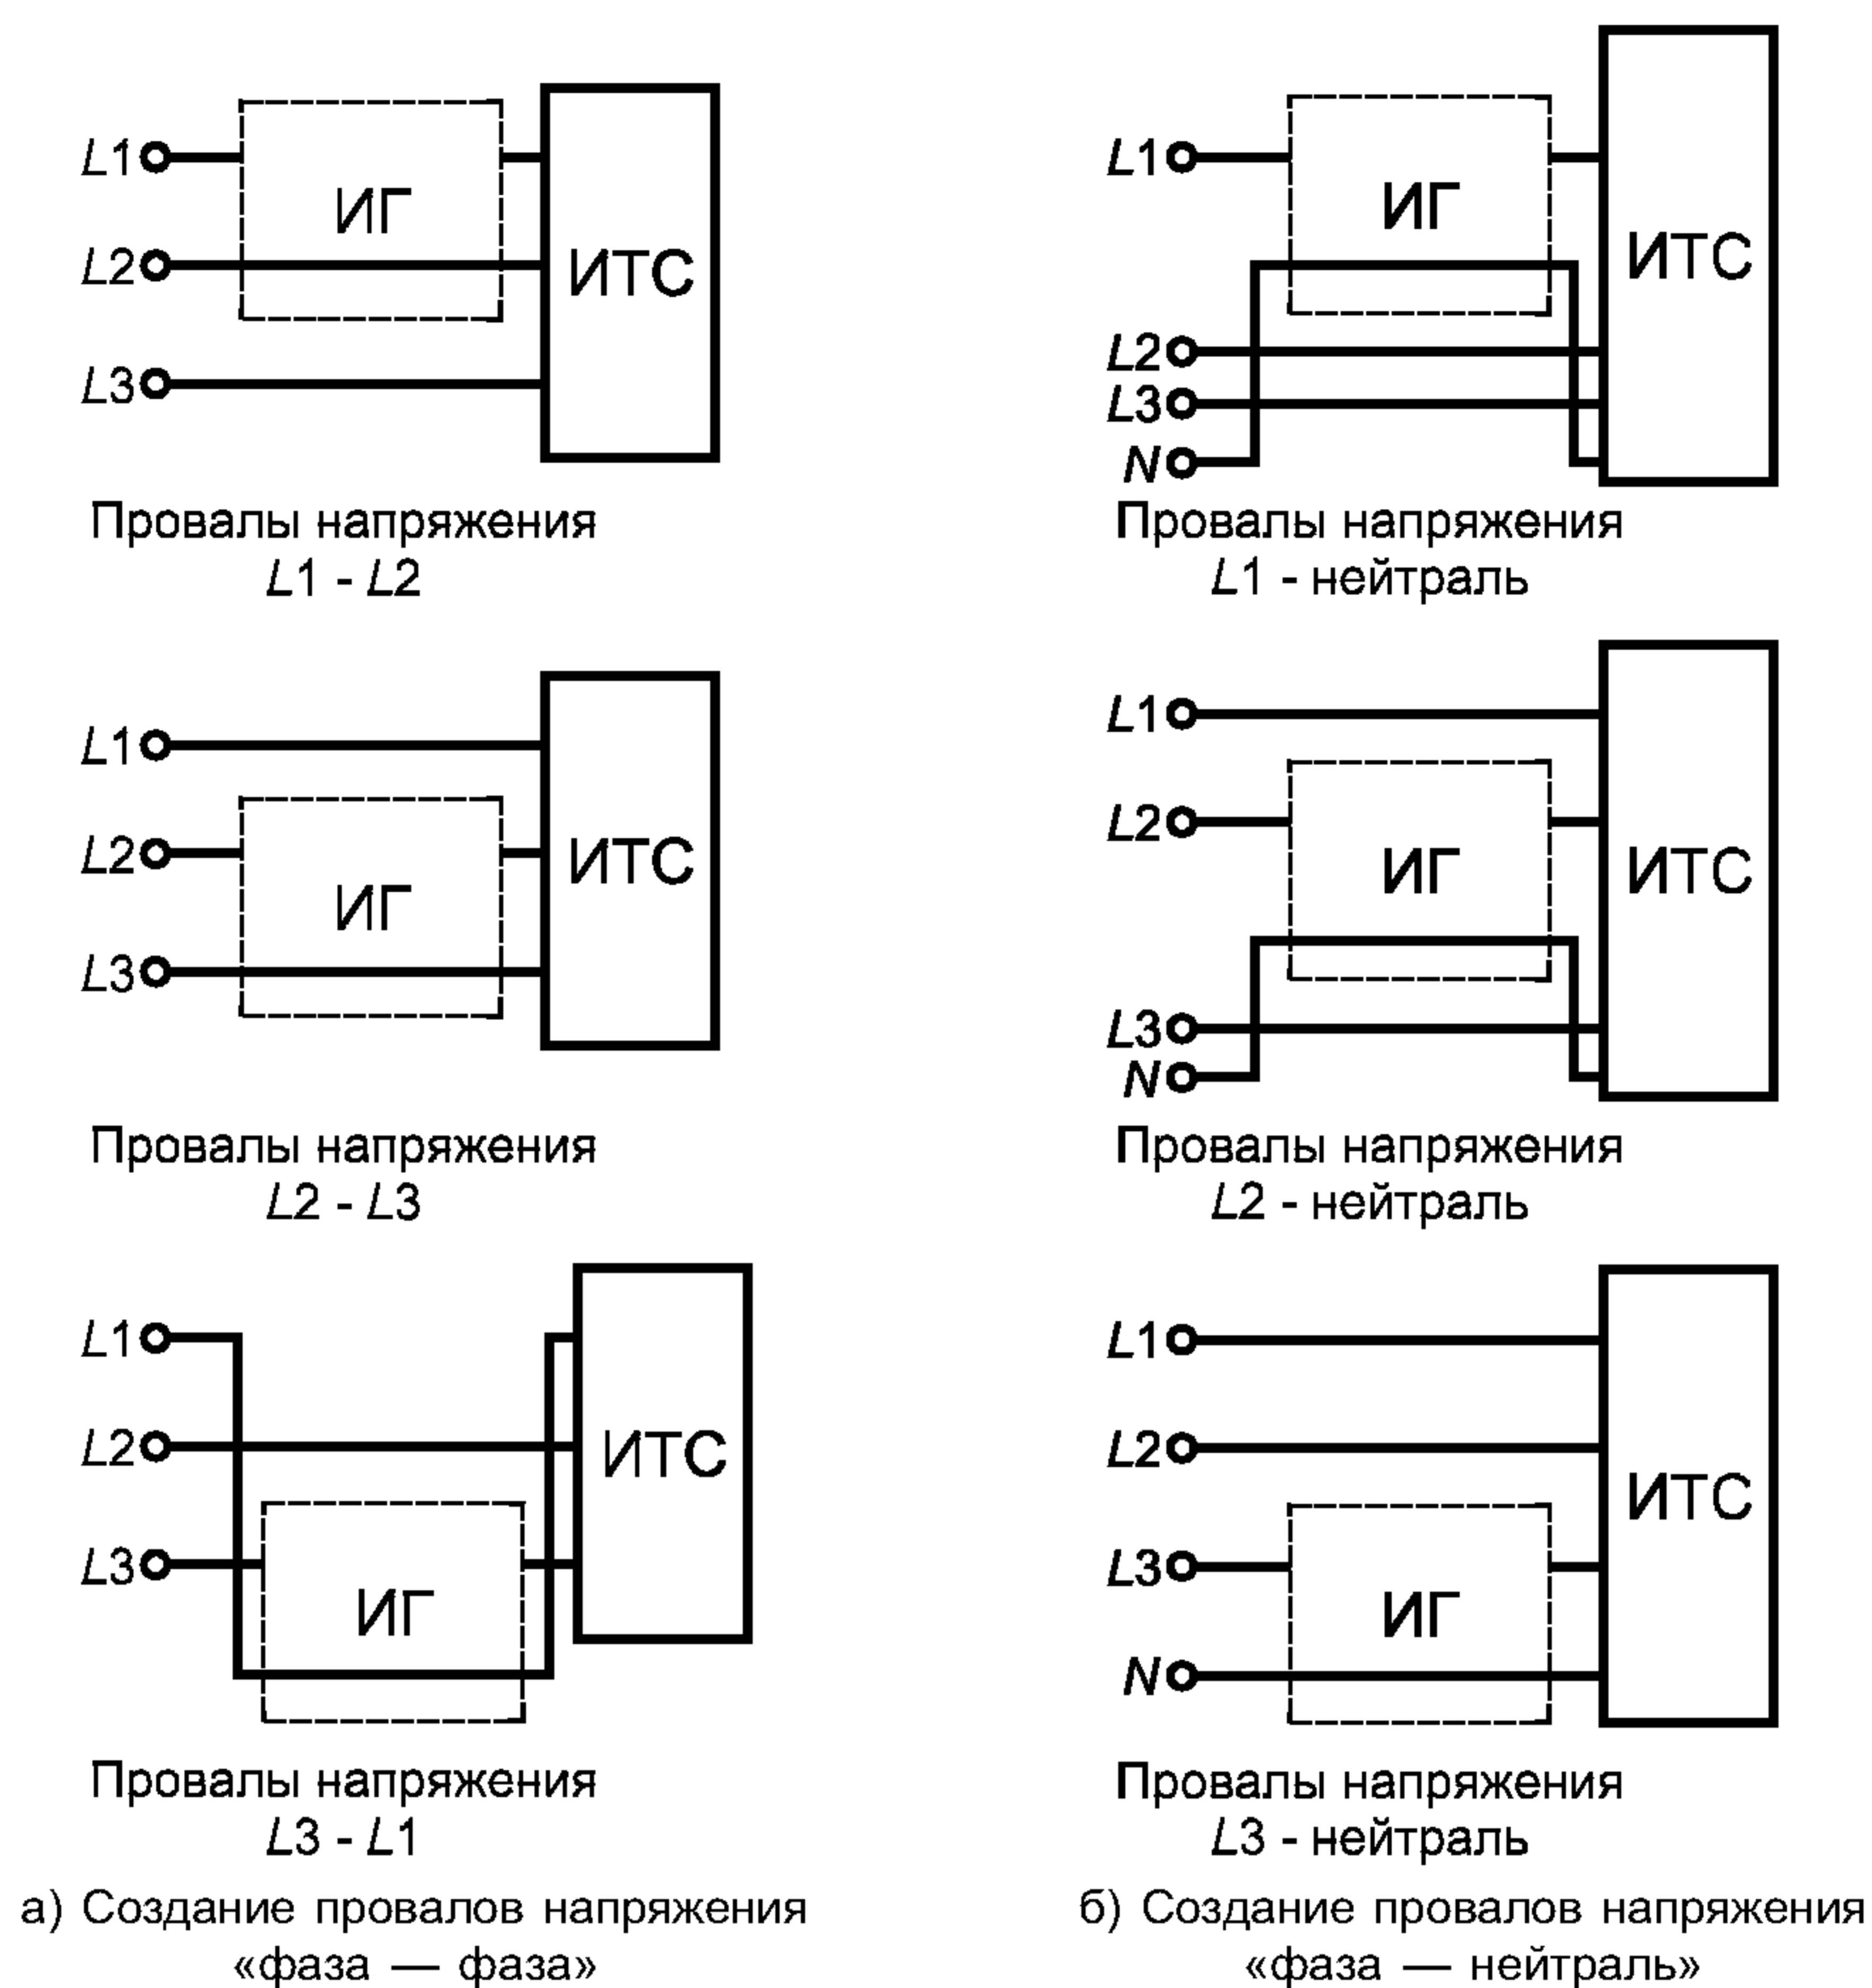 L1
ИГ
L2
ИТС
L3
Провалы напряжения
L1 - L2
L1
L2
ИТС
ИГ
L3
Провалы напряжения
L2 - L3
L1
L2
ИТС
L3
ИГ
Провалы напряжения
L3 - L1
а) Создание провалов напряжения
«фаза — фаза»
L1
ИГ
ИТС
L2
L3
N
Провалы напряжения
L1 - нейтраль
L1
L2
ИГ
ИТС
L3
N
Провалы напряжения
L2 - нейтраль
L1
L2
ИТС
L3
ИГ
N
Провалы напряжения
L3 - нейтраль
б) Создание провалов напряжения
«фаза — нейтраль»